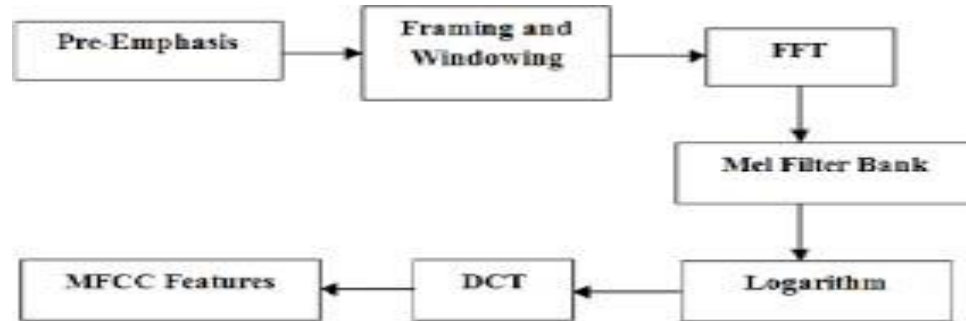 Pre-Emphasis
Framing and
Windowing
FFT
Mel Filter Bank
Logarithm
DCT
MFCC Features